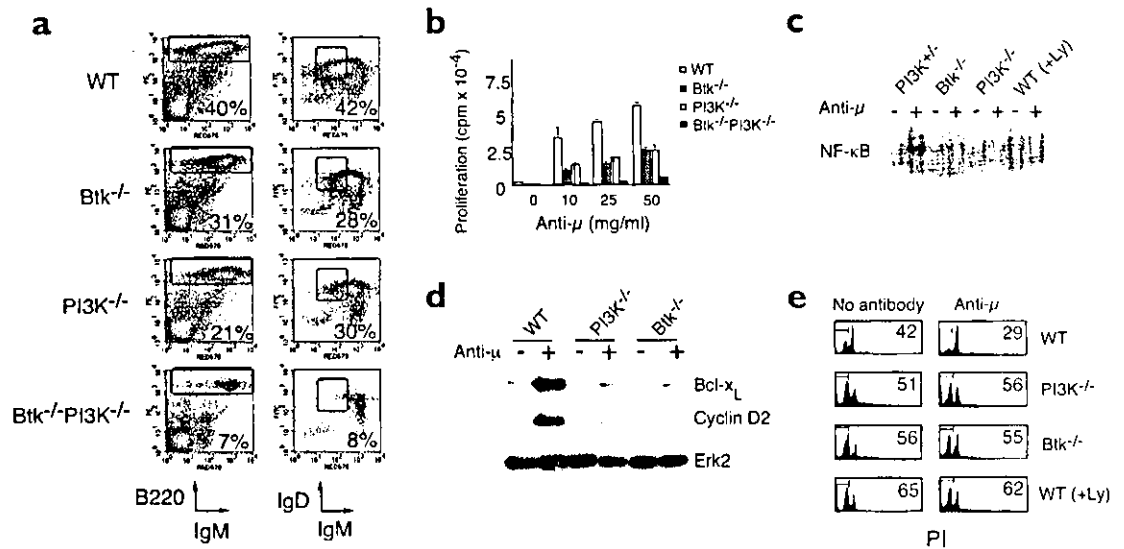 a
WT
40%
42%
Btk-/-
31%
28%
PI3K-/-
21%
30%
Btk-/-PI3K-/-
7%
8%
B220
IgM
IgD
IgM
b
Proliferation (cpm x 10-4)
7.5
5
2.5
0
0 10 25 50
Anti-μ (mg/ml)
WT
Btk-/-
PI3K-/-
Btk-/-PI3K-/-
c
PI3K+/- Btk-/- PI3K-/- WT (+Ly)
Anti-μ - + - + - + - +
NF-κB
d
WT PI3K-/- Btk-/-
Anti-μ - + - + - +
Bcl-xL
Cyclin D2
Erk2
e
No antibody Anti-μ
42 29 WT
51 56 PI3K-/-
56 55 Btk-/-
65 62 WT (+Ly)
PI